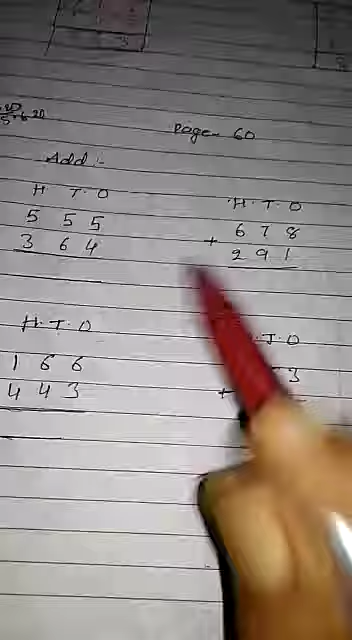 Page- 60
Add:-
H T.O
5 5 5
3 6 4
H.T.O
6 7 8
+ 2 9 1
H.T.O
1 6 6
4 4 3
.T.O
3
+